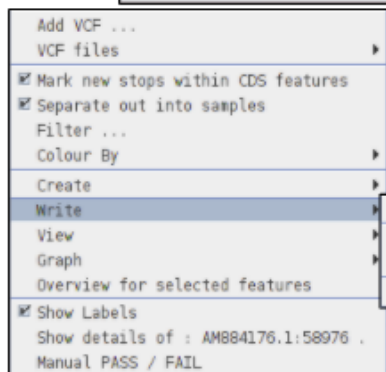 Add VCF ...
VCF files
Mark new stops within CDS features
Separate out into samples
Filter ...
Colour By
Create
Write
View
Graph
Overview for selected features
Show Labels
Show details of : AM884176.1:58976 .
Manual PASS / FAIL